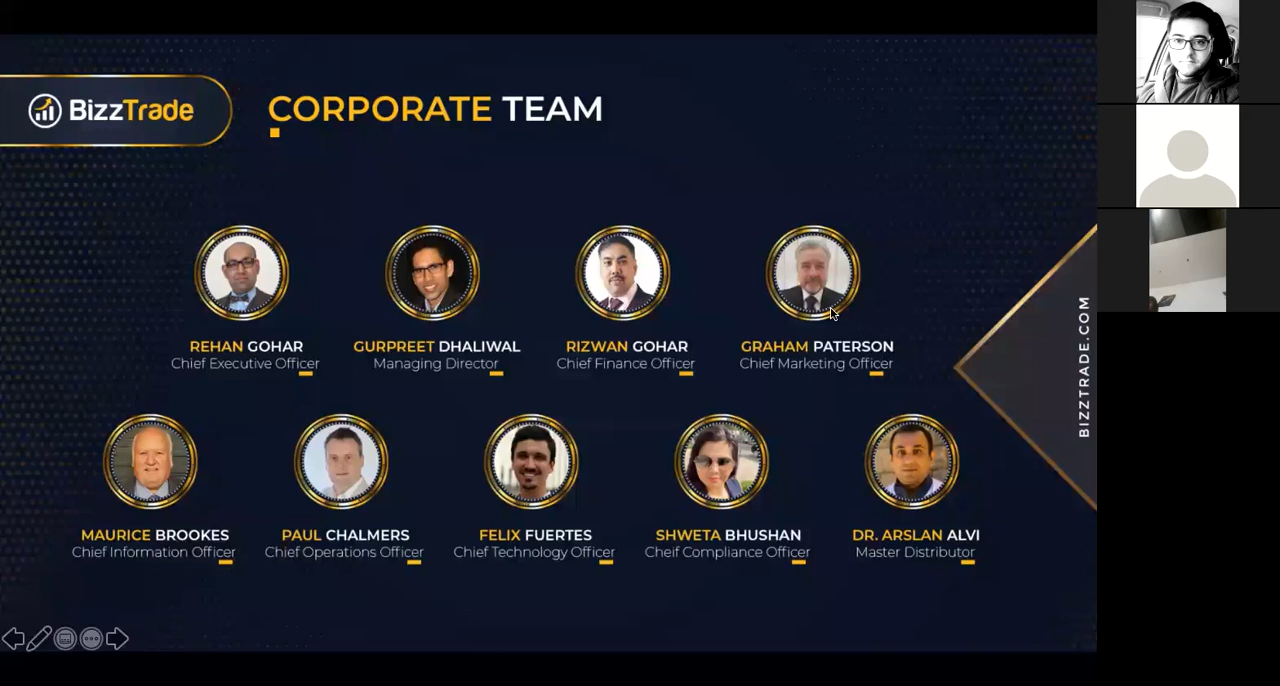 BizzTrade
CORPORATE TEAM
REHAN GOHAR
Chief Executive Officer
GURPREET DHALIWAL
Managing Director
RIZWAN GOHAR
Chief Finance Officer
GRAHAM PATERSON
Chief Marketing Officer
MAURICE BROOKES
Chief Information Officer
PAUL CHALMERS
Chief Operations Officer
FELIX FUERTES
Chief Technology Officer
SHWETA BHUSHAN
Cheif Compliance Officer
DR. ARSLAN ALVI
Master Distributor
BIZZTRADE.COM